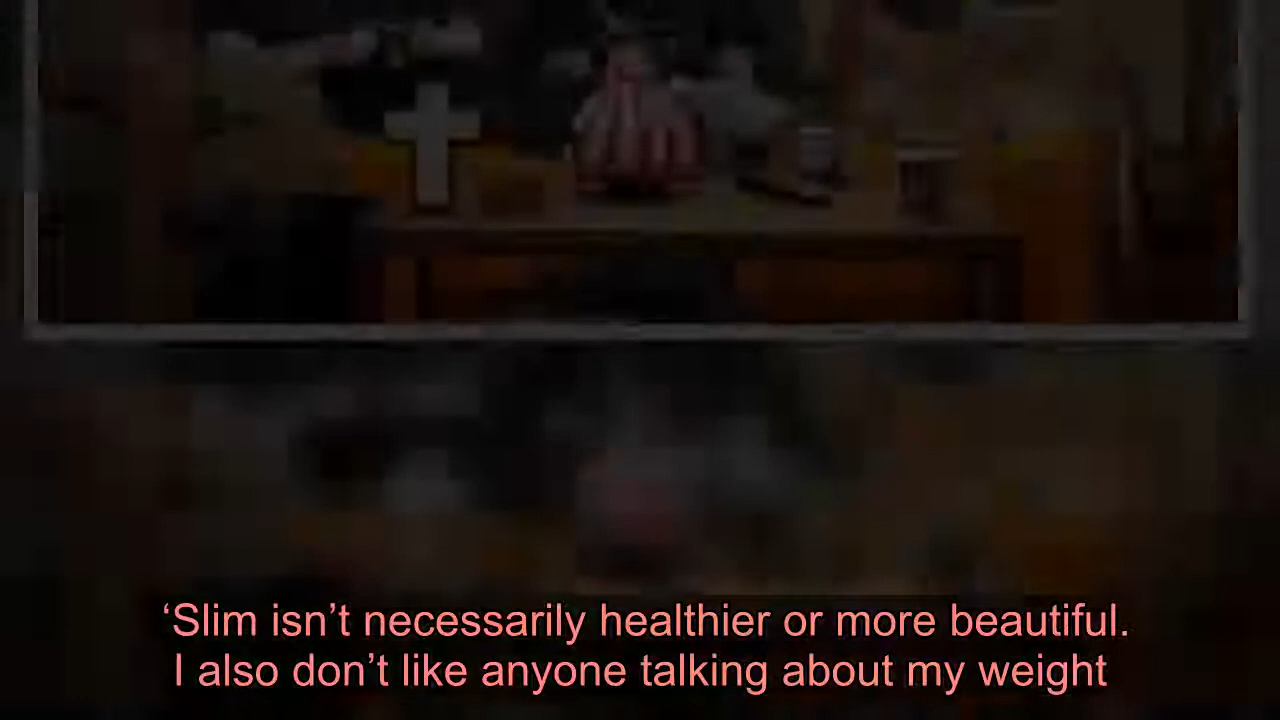 ‘Slim isn’t necessarily healthier or more beautiful.
I also don’t like anyone talking about my weight